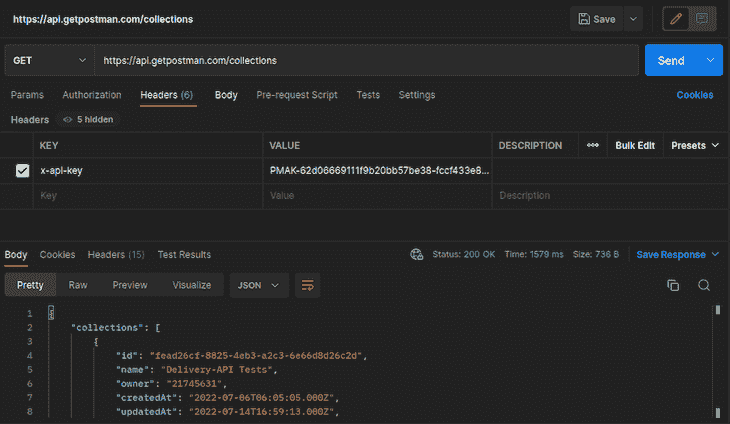 https://api.getpostman.com/collections
Save
GET
https://api.getpostman.com/collections
Send
Params Authorization Headers (6) Body Pre-request Script Tests Settings Cookies
Headers 5 hidden
KEY VALUE DESCRIPTION Bulk Edit Presets
x-api-key PMAK-62d06669111f9b20bb57be38-fccf433e8...
Key Value Description
Body Cookies Headers (15) Test Results Status: 200 OK Time: 1579 ms Size: 736 B Save Response
Pretty Raw Preview Visualize JSON
1 {
2 "collections": [
3 {
4 "id": "fead26cf-8825-4eb3-a2c3-6e66d8d26c2d",
5 "name": "Delivery-API Tests",
6 "owner": "21745631",
7 "createdAt": "2022-07-06T06:05:05.000Z",
8 "updatedAt": "2022-07-14T16:59:13.000Z",